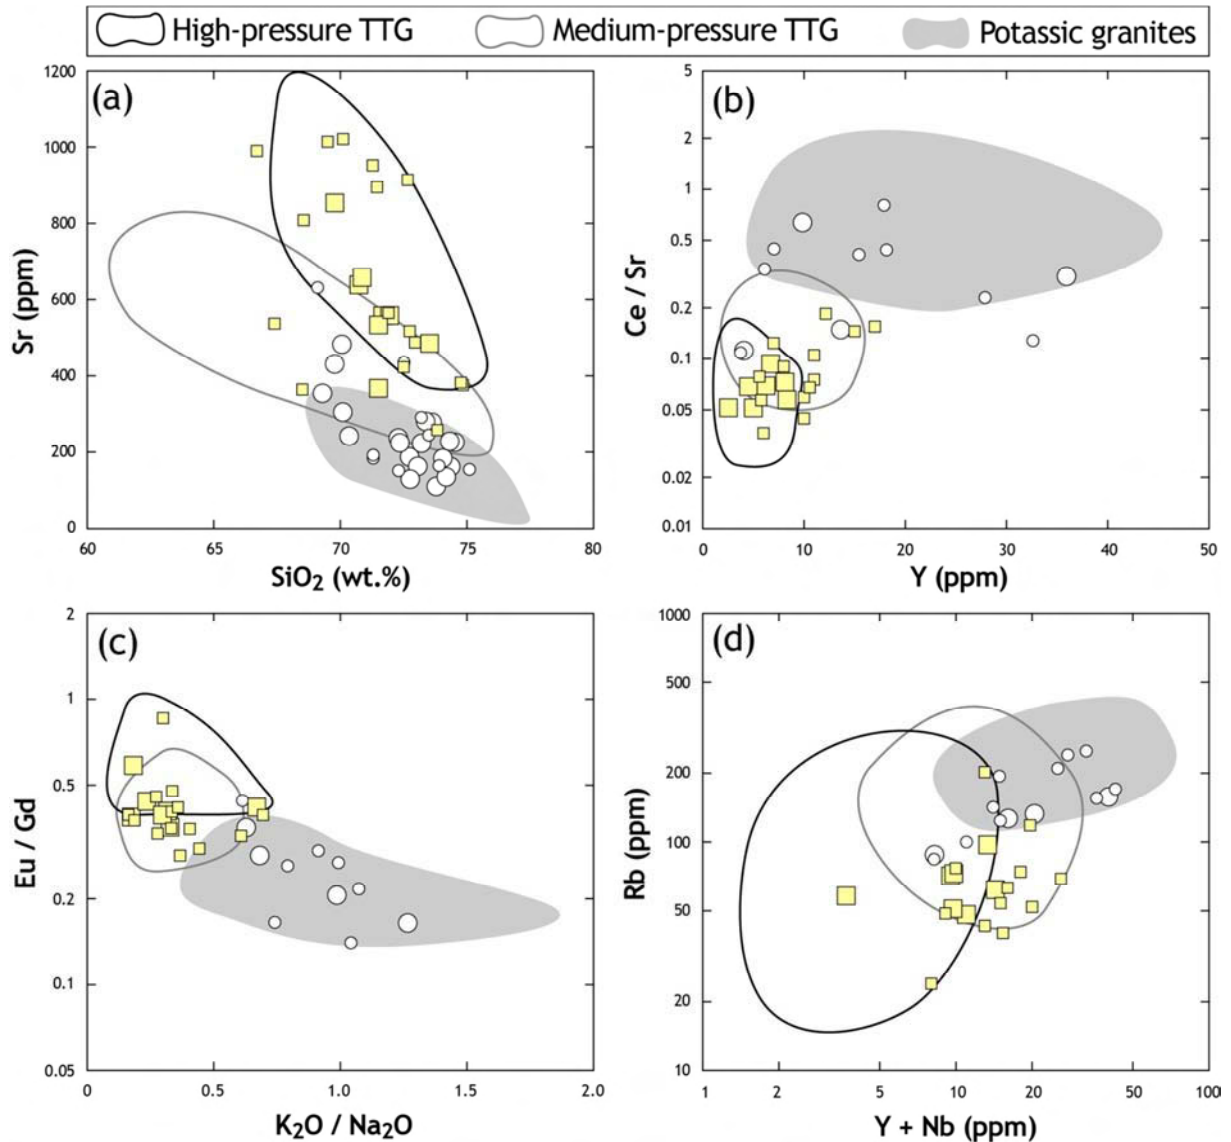 High-pressure TTG Medium-pressure TTG Potassic granites
(a)
1200
1000
800
600
400
200
0
Sr (ppm)
60 65 70 75 80
SiO₂ (wt.%)
(b)
5
2
1
0.5
0.2
0.1
0.05
0.02
0.01
Ce / Sr
0 10 20 30 40 50
Y (ppm)
(c)
2
1
0.5
0.2
0.1
0.05
Eu / Gd
0 0.5 1.0 1.5 2.0
K₂O / Na₂O
(d)
1000
500
200
100
50
20
10
Rb (ppm)
1 2 5 10 20 50 100
Y + Nb (ppm)